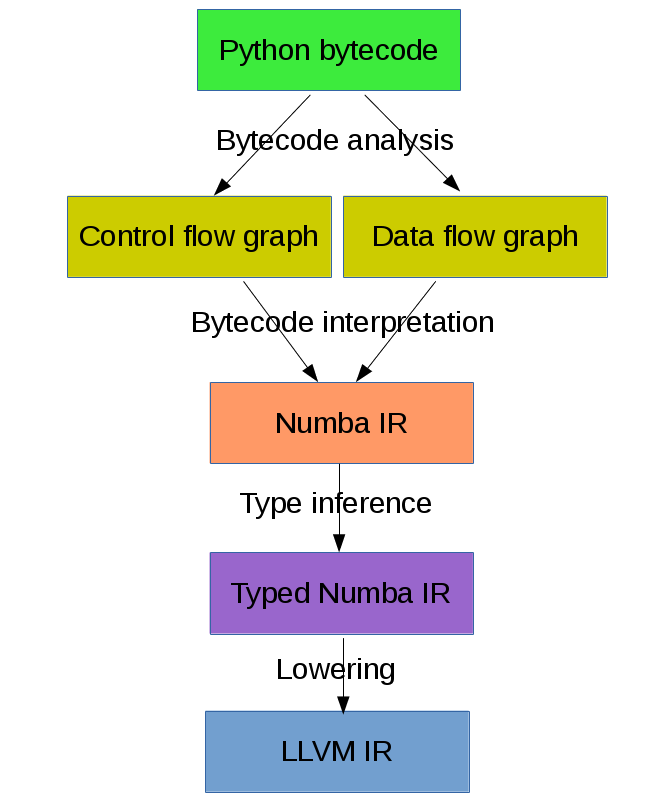 Python bytecode
Bytecode analysis
Control flow graph
Data flow graph
Bytecode interpretation
Numba IR
Type inference
Typed Numba IR
Lowering
LLVM IR